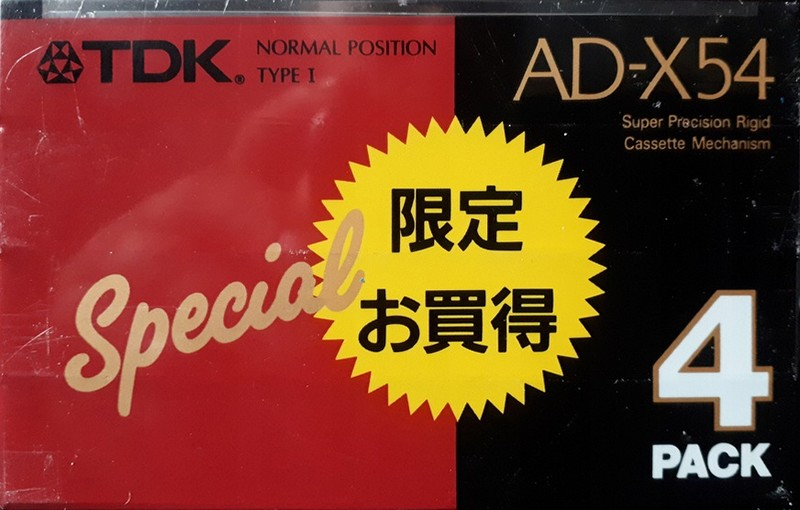 TDK®
NORMAL POSITION
TYPE I
AD-X54
Super Precision Rigid
Cassette Mechanism
Special
限定
お買得
4
PACK